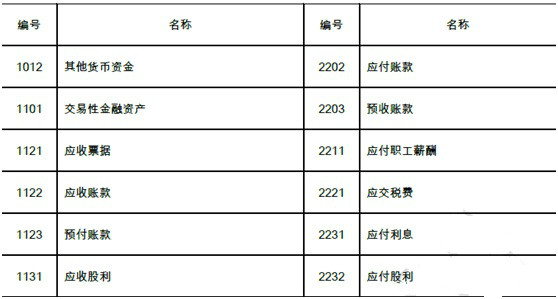 编号 名称 编号 名称
1012 其他货币资金 2202 应付账款
1101 交易性金融资产 2203 预收账款
1121 应收票据 2211 应付职工薪酬
1122 应收账款 2221 应交税费
1123 预付账款 2231 应付利息
1131 应收股利 2232 应付股利